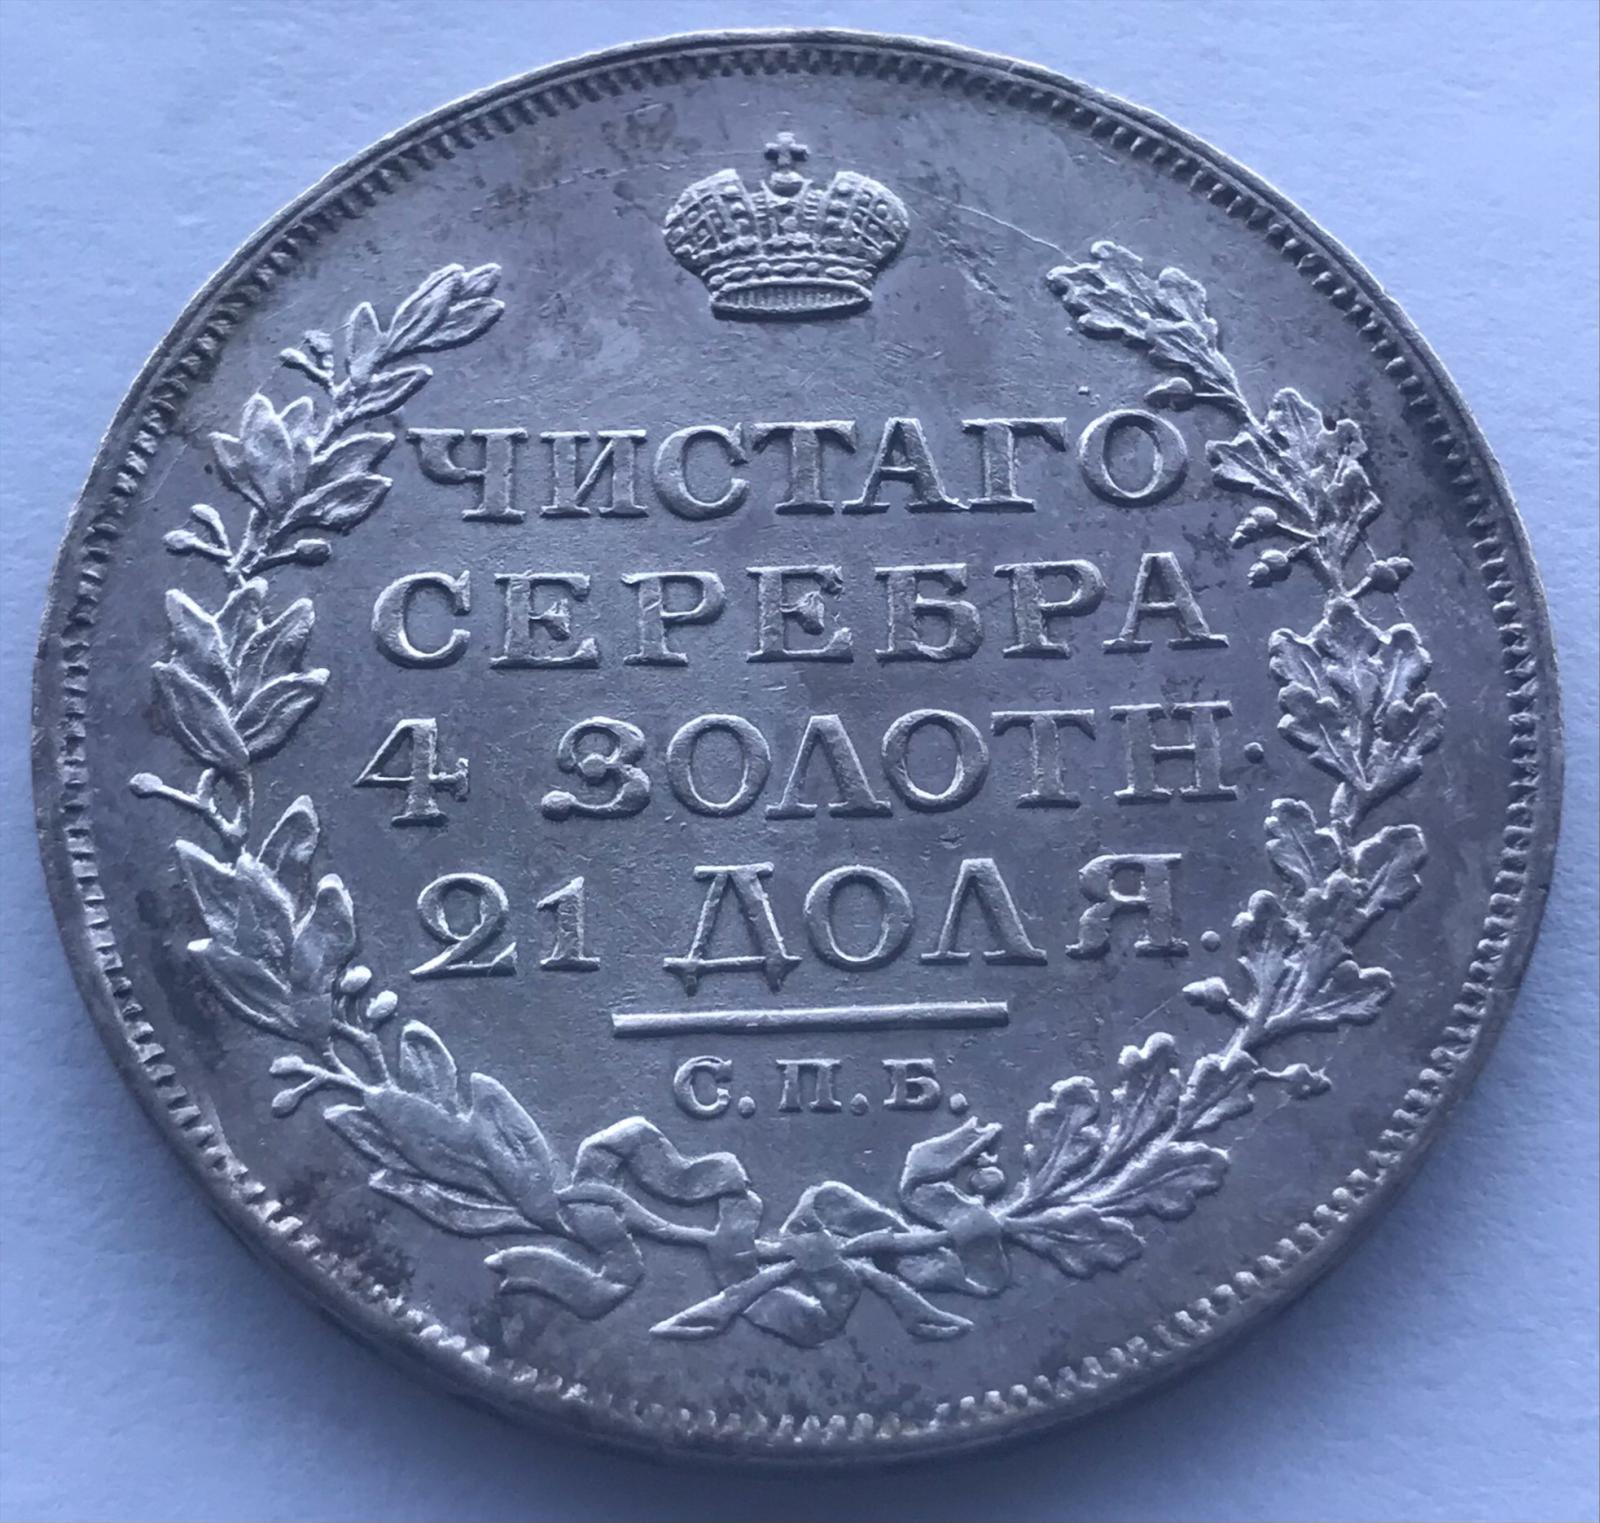 ЧИСТАГО
СЕРЕБРА
4 ЗОЛОТН.
21 ДОЛЯ.
С.П.Б.